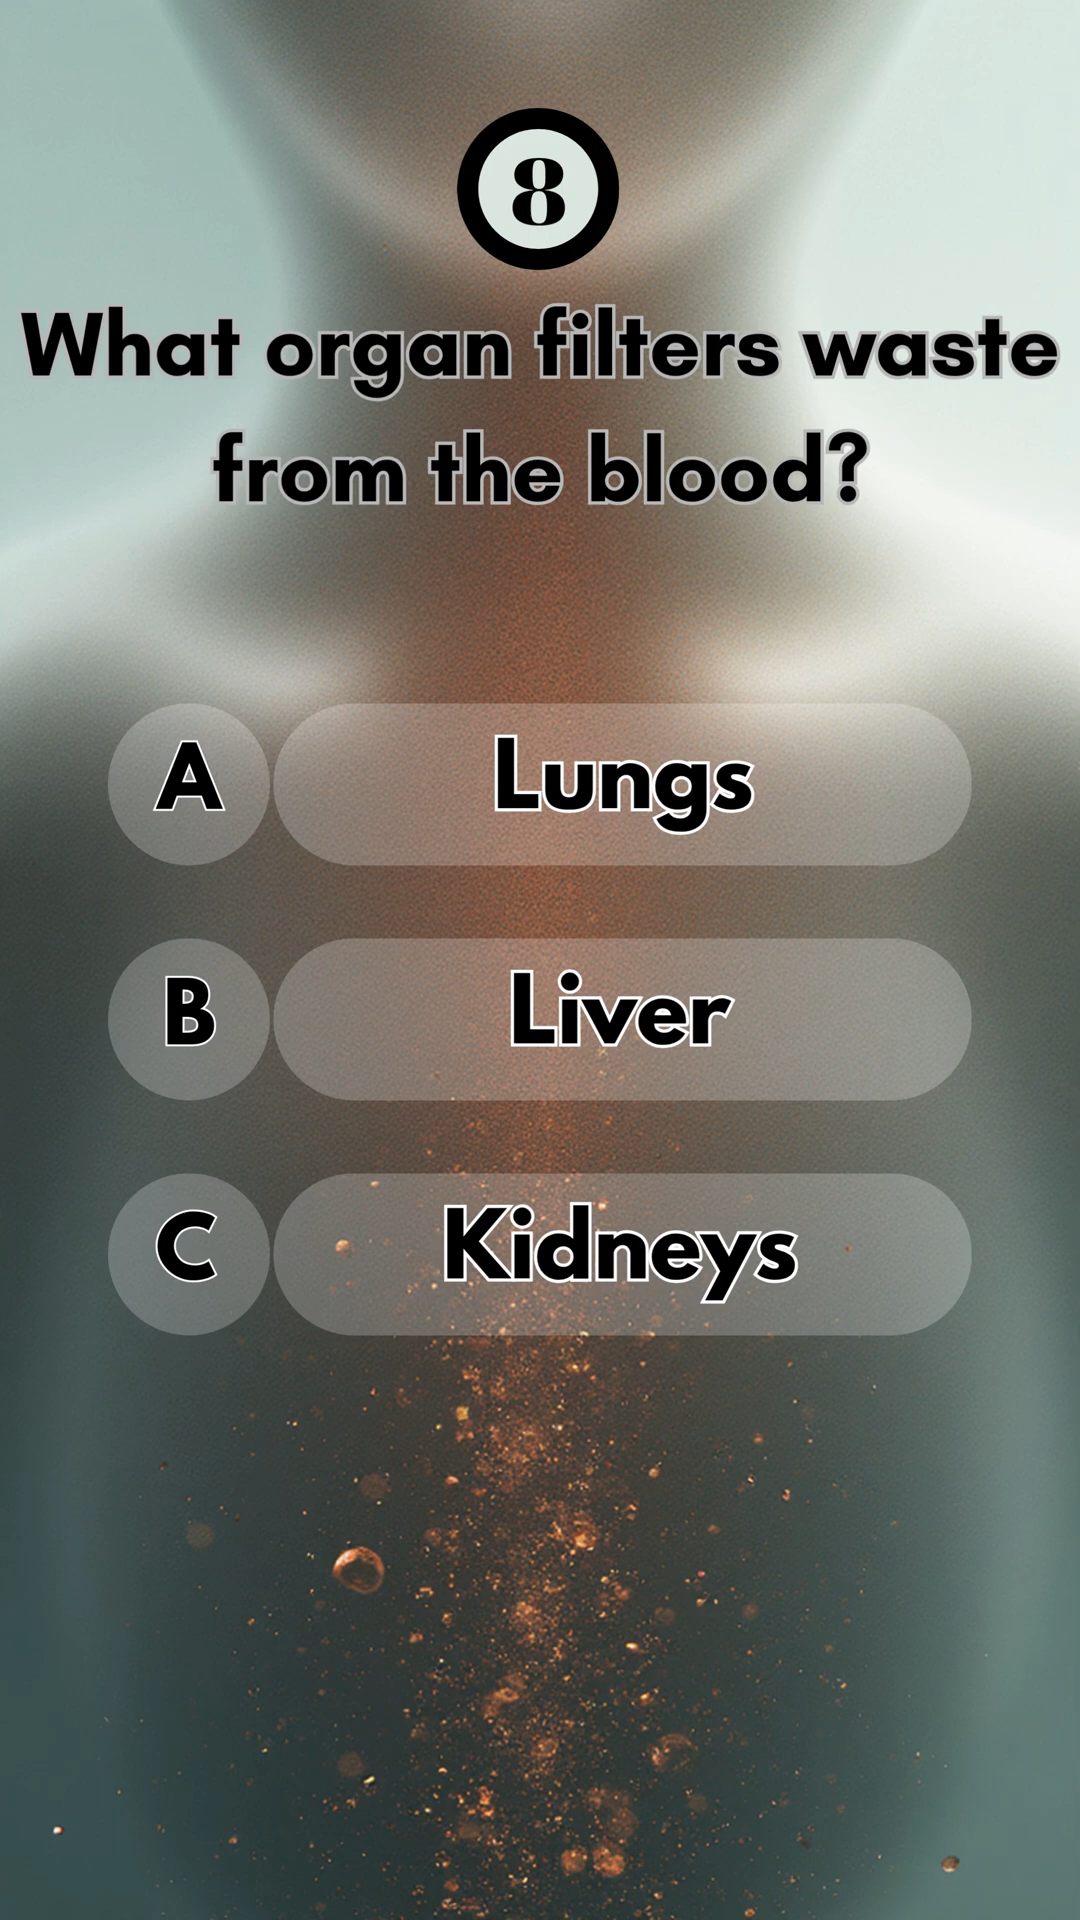 8
What organ filters waste
from the blood?
A Lungs
B Liver
C Kidneys